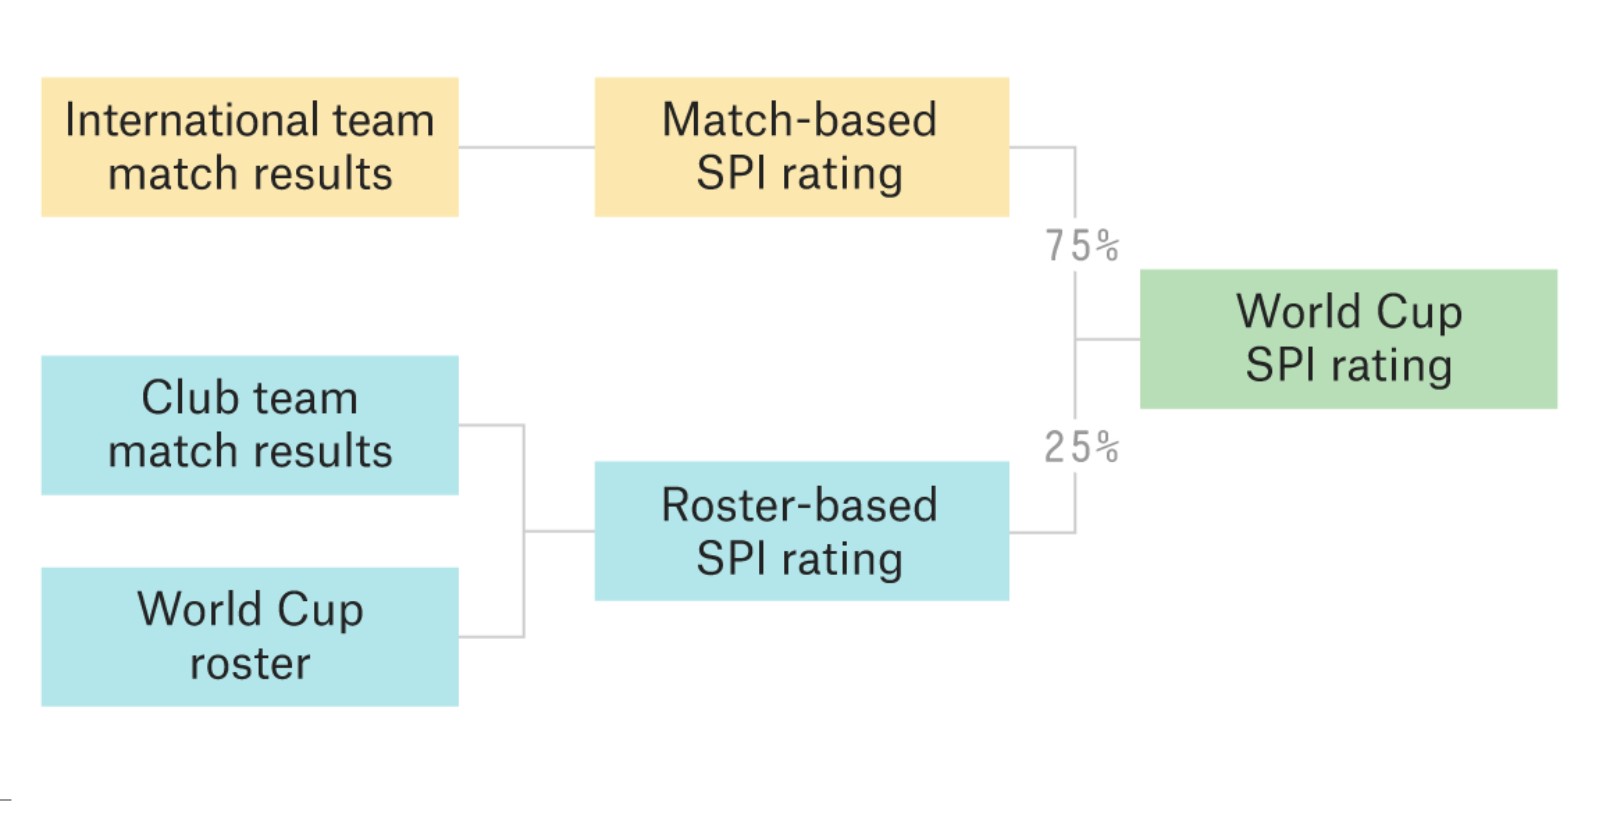 International team
match results
Match-based
SPI rating
75%
World Cup
SPI rating
Club team
match results
25%
Roster-based
SPI rating
World Cup
roster